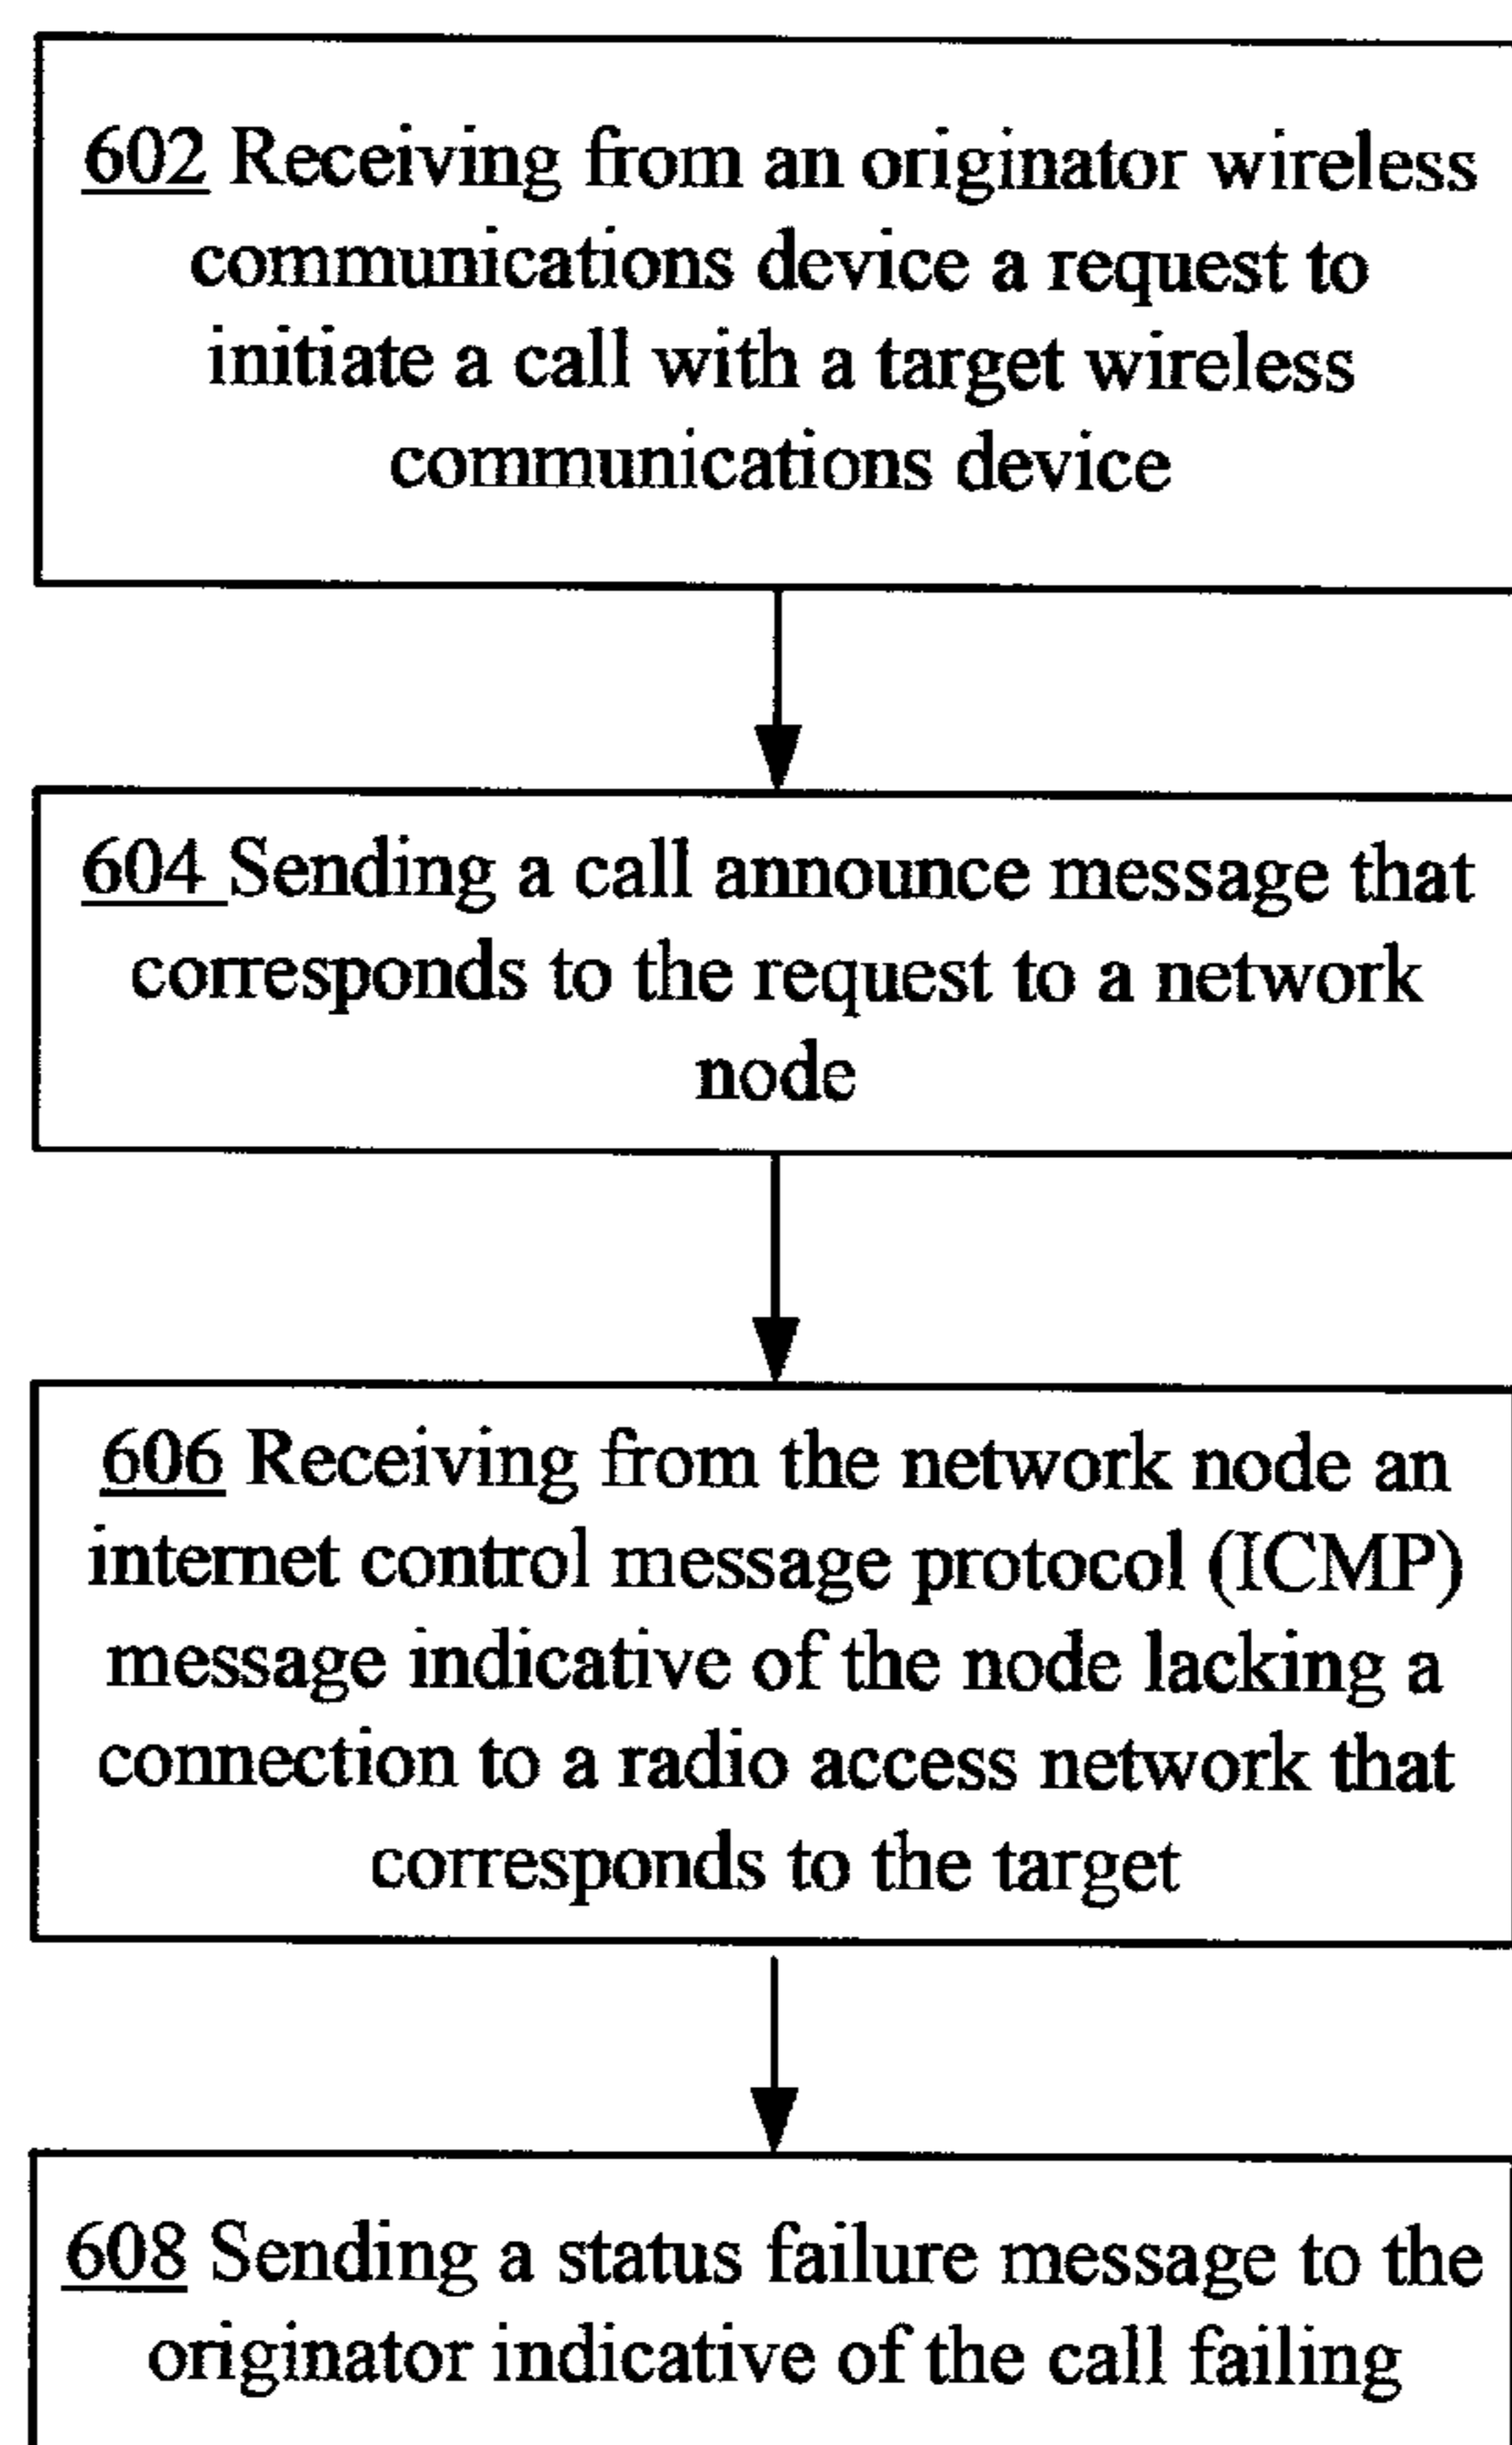 602 Receiving from an originator wireless
communications device a request to
initiate a call with a target wireless
communications device
604 Sending a call announce message that
corresponds to the request to a network
node
606 Receiving from the network node an
internet control message protocol (ICMP)
message indicative of the node lacking a
connection to a radio access network that
corresponds to the target
608 Sending a status failure message to the
originator indicative of the call failing